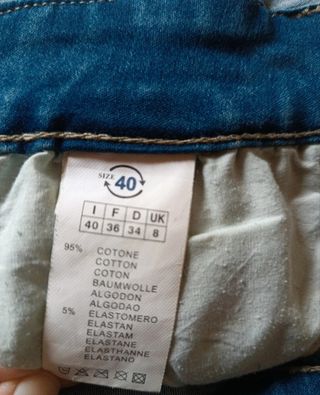 SIZE 40
I F D UK
40 36 34 8
95% COTONE
COTTON
COTON
BAUMWOLLE
ALGODON
ALGODAO
5% ELASTOMERO
ELASTAN
ELASTAM
ELASTANE
ELASTHANNE
ELASTANO